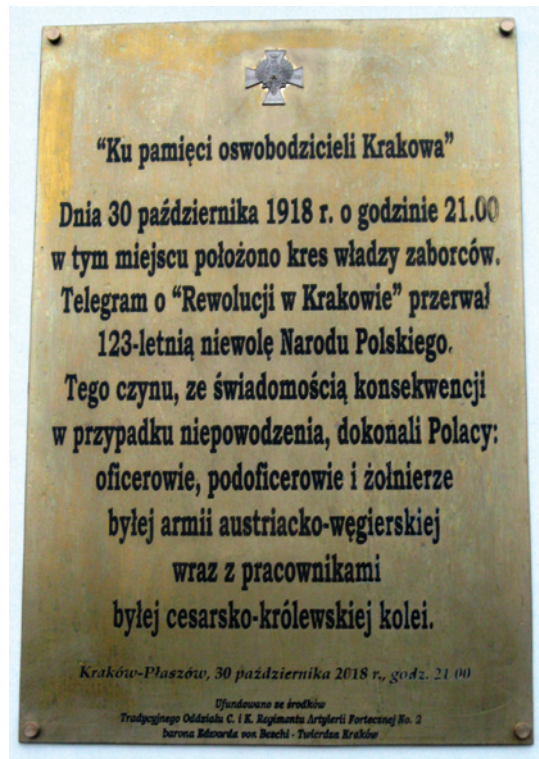 “Ku pamięci oswobodzicieli Krakowa”
Dnia 30 października 1918 r. o godzinie 21.00
w tym miejscu położono kres władzy zaborców.
Telegram o “Rewolucji w Krakowie” przerwał
123-letnią niewolę Narodu Polskiego.
Tego czynu, ze świadomością konsekwencji
w przypadku niepowodzenia, dokonali Polacy:
oficerowie, podoficerowie i żołnierze
byłej armii austriacko-węgierskiej
wraz z pracownikami
byłej cesarsko-królewskiej kolei.
Kraków-Płaszów, 30 października 2018 r., godz. 21.00
Ufundowano ze środków
Tradycyjnego Oddziału C. i K. Regimentu Artylerii Fortecznej No. 2
barona Edwarda von Beschi - Twierdza Kraków